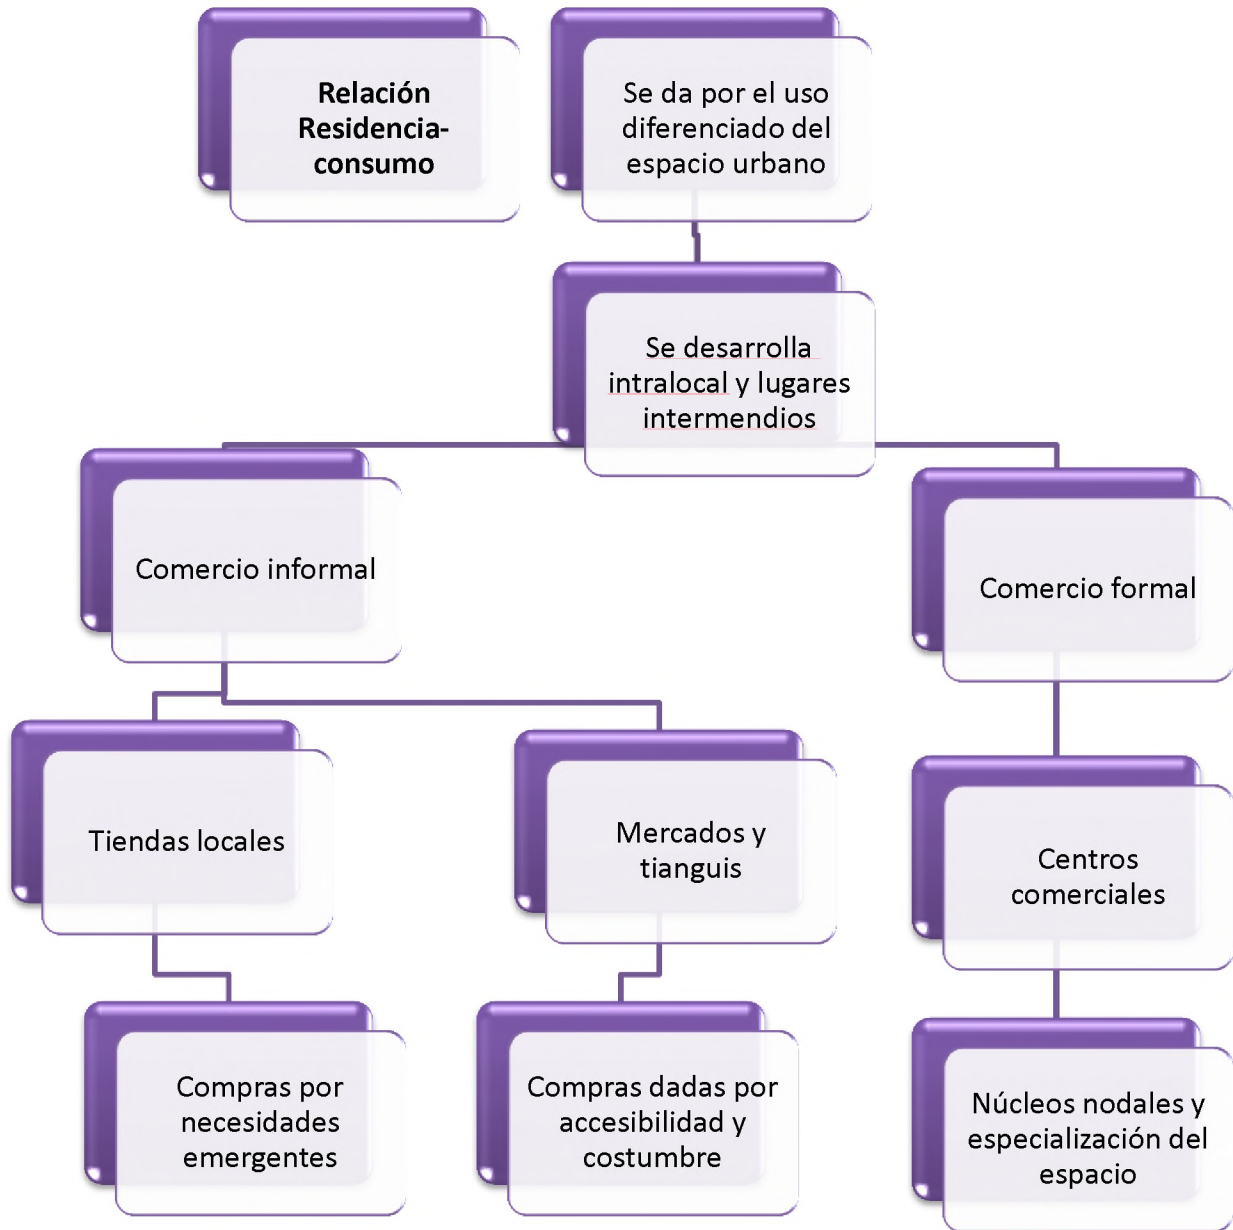 Relación
Residencia-
consumo
Se da por el uso
diferenciado del
espacio urbano
Se desarrolla
intralocal y lugares
intermendios
Comercio informal
Comercio formal
Tiendas locales
Mercados y
tianguis
Centros
comerciales
Compras por
necesidades
emergentes
Compras dadas por
accesibilidad y
costumbre
Núcleos nodales y
especialización del
espacio